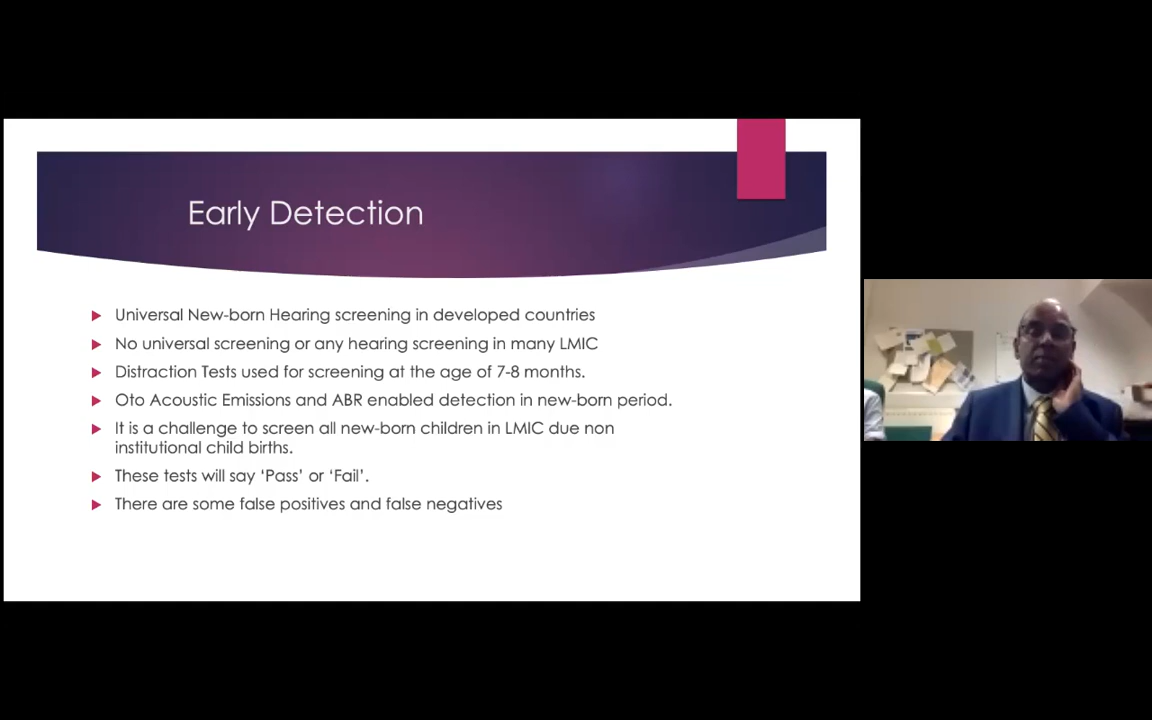 Early Detection
Universal New-born Hearing screening in developed countries
No universal screening or any hearing screening in many LMIC
Distraction Tests used for screening at the age of 7-8 months.
Oto Acoustic Emissions and ABR enabled detection in new-born period.
It is a challenge to screen all new-born children in LMIC due non
institutional child births.
These tests will say ‘Pass’ or ‘Fail’.
There are some false positives and false negatives